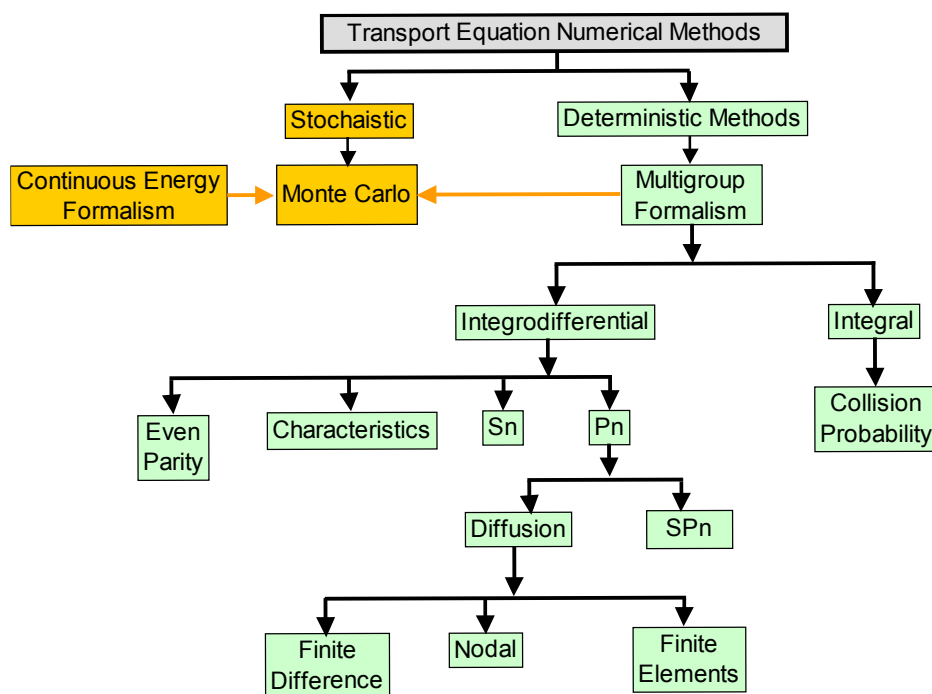 Transport Equation Numerical Methods
Stochaistic
Deterministic Methods
Continuous Energy
Formalism
Monte Carlo
Multigroup
Formalism
Integrodifferential
Integral
Even
Parity
Characteristics
Sn
Pn
Collision
Probability
Diffusion
SPn
Finite
Difference
Nodal
Finite
Elements